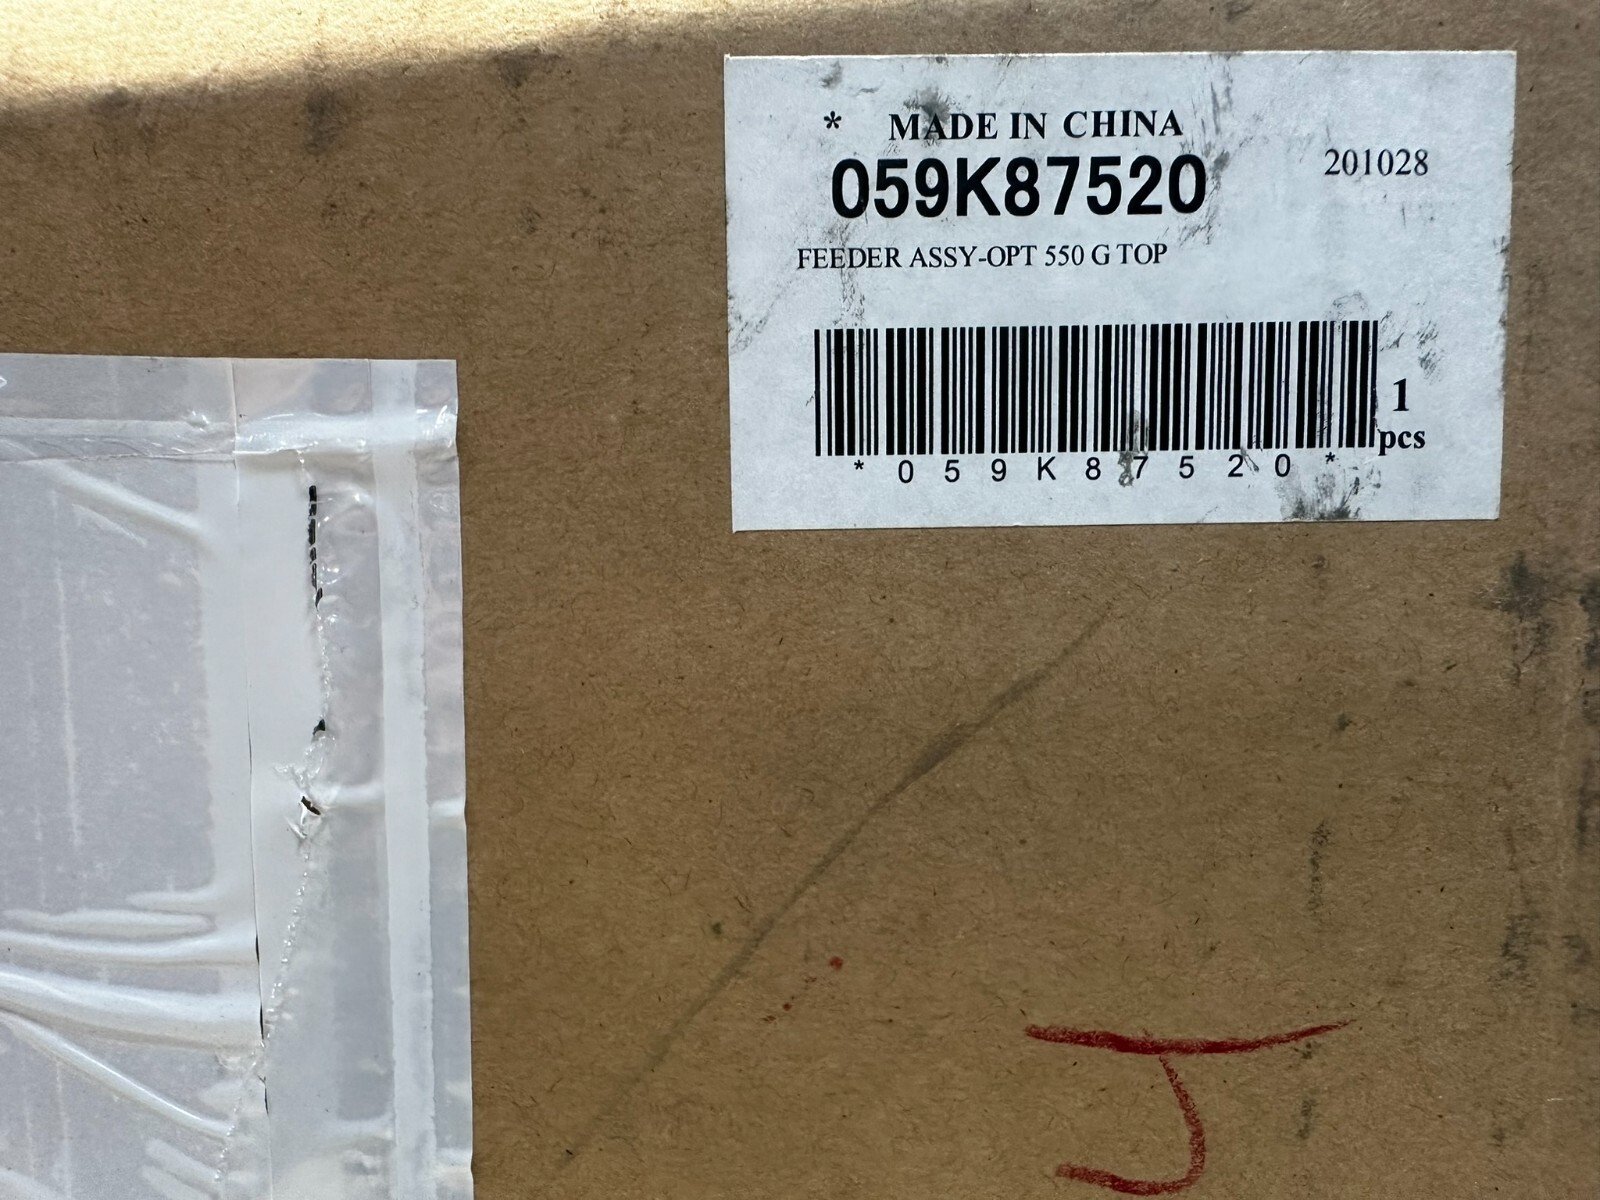 * MADE IN CHINA
059K87520
201028
FEEDER ASSY-OPT 550 G TOP
1
pcs
*059K87520*
J